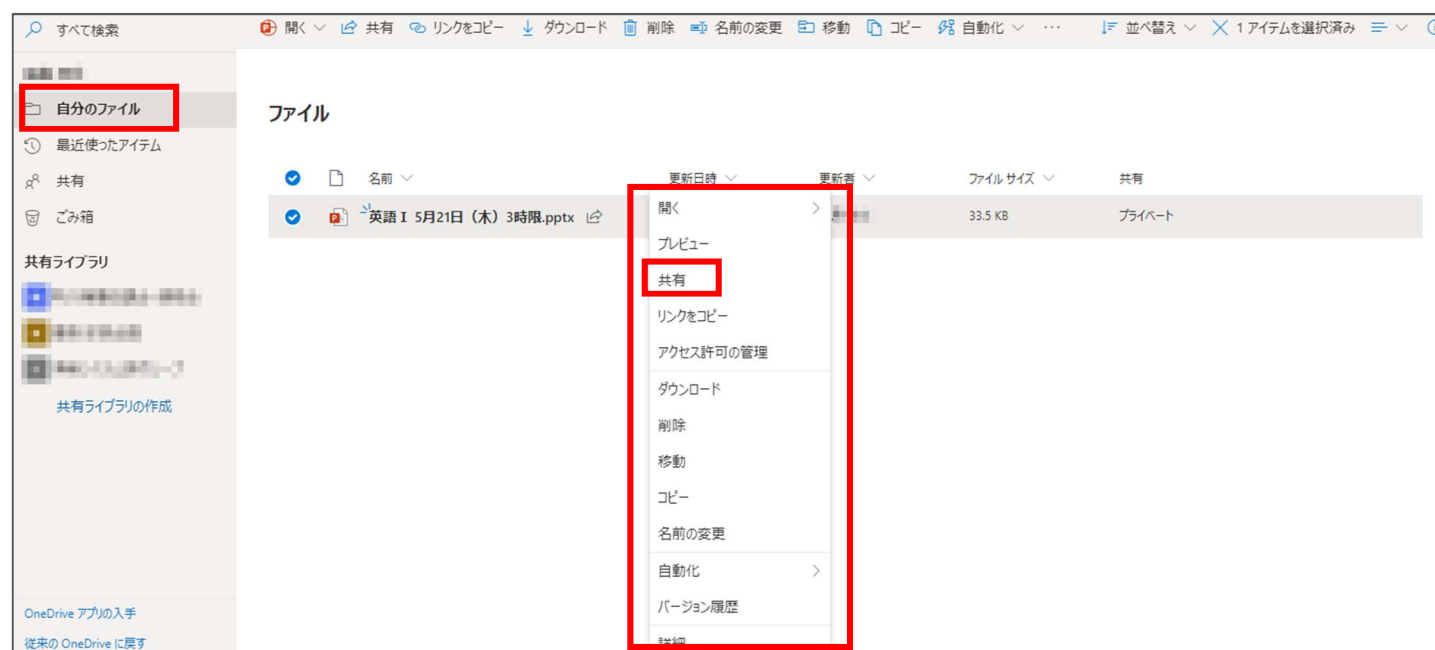 すべて検索
開く 共有 リンクをコピー ダウンロード 削除 名前の変更 移動 コピー 自動化 ··· 並べ替え 1 アイテムを選択済み
自分のファイル
最近使ったアイテム
共有
ごみ箱
共有ライブラリ
共有ライブラリの作成
OneDrive アプリの入手
従来の OneDrive に戻す
ファイル
名前 更新日時 更新者 ファイル サイズ 共有
英語 I 5月21日（木）3時限.pptx 33.5 KB プライベート
開く
プレビュー
共有
リンクをコピー
アクセス許可の管理
ダウンロード
削除
移動
コピー
名前の変更
自動化
バージョン履歴
詳細